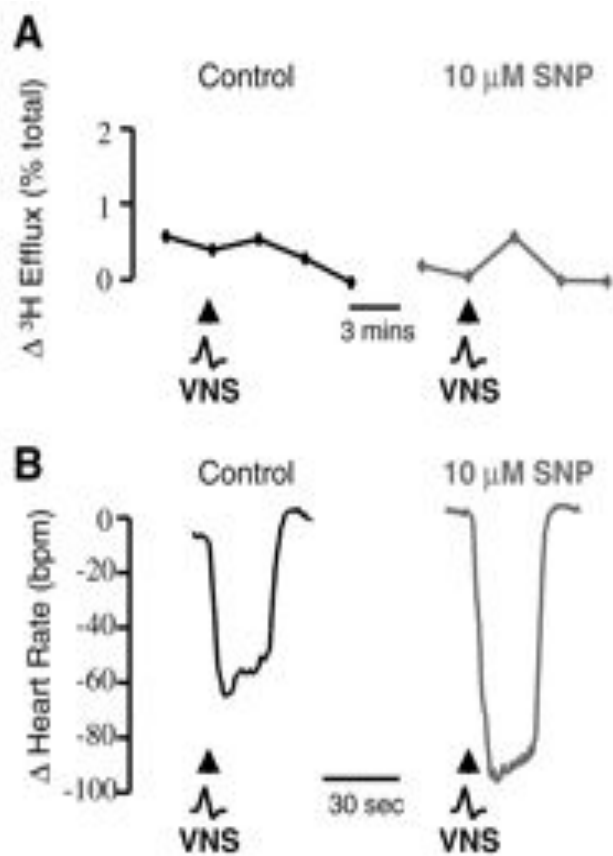 A
Control
10 μM SNP
Δ ³H Efflux (% total)
2
1
0
3 mins
VNS
VNS
B
Control
10 μM SNP
Δ Heart Rate (bpm)
0
-20
-40
-60
-80
-100
30 sec
VNS
VNS